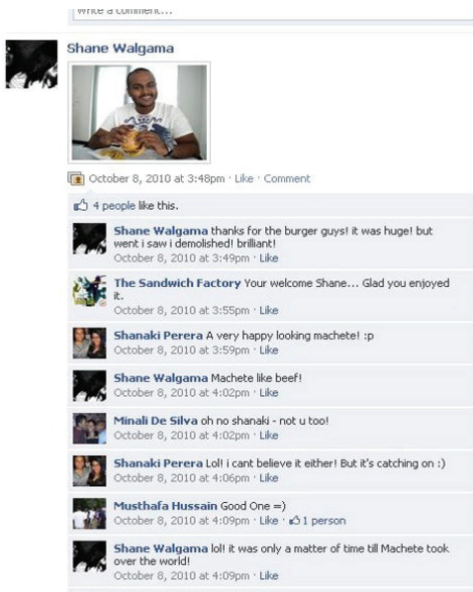 Write a comment...
Shane Walgama
October 8, 2010 at 3:48pm · Like · Comment
4 people like this.
Shane Walgama thanks for the burger guys! it was huge! but
went i saw i demolished! brilliant!
October 8, 2010 at 3:49pm · Like
The Sandwich Factory Your welcome Shane... Glad you enjoyed
it.
October 8, 2010 at 3:55pm · Like
Shanaki Perera A very happy looking machete! :p
October 8, 2010 at 3:59pm · Like
Shane Walgama Machete like beef!
October 8, 2010 at 4:02pm · Like
Minali De Silva oh no shanaki - not u too!
October 8, 2010 at 4:02pm · Like
Shanaki Perera Lol! i cant believe it either! But it's catching on :)
October 8, 2010 at 4:06pm · Like
Musthafa Hussain Good One =)
October 8, 2010 at 4:09pm · Like · 1 person
Shane Walgama lol! it was only a matter of time till Machete took
over the world!
October 8, 2010 at 4:09pm · Like